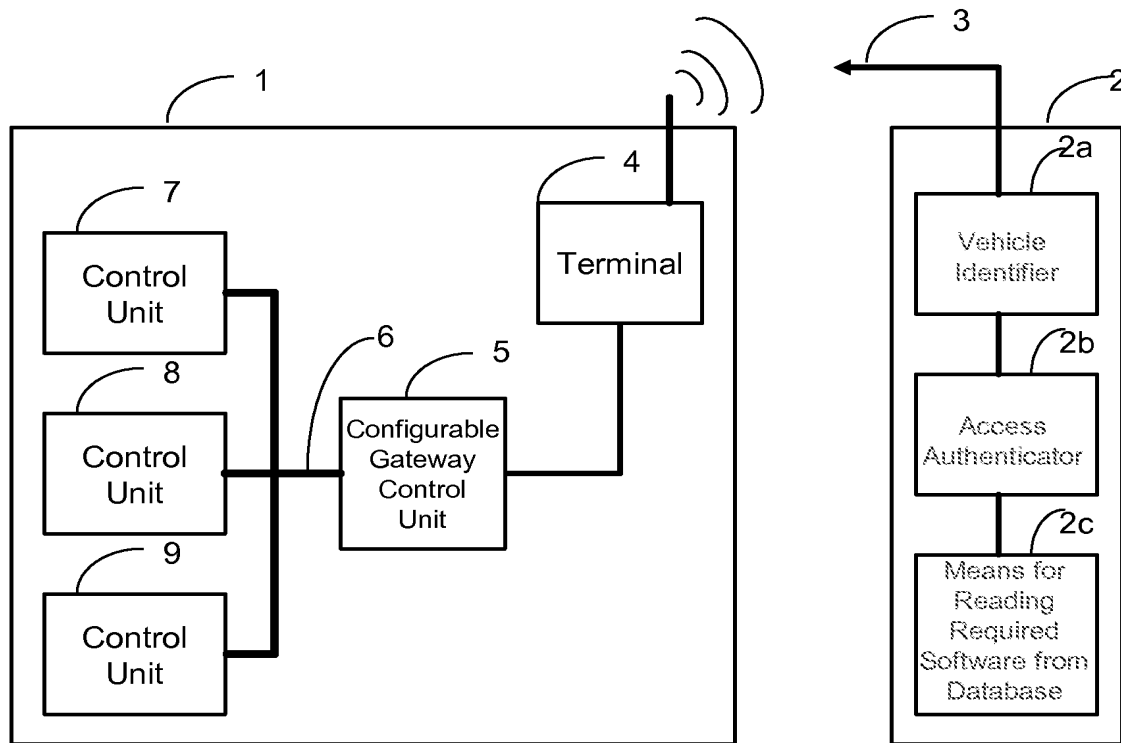 3
1
2
4
2a
7
Vehicle
Identifier
Control
Unit
Terminal
6
5
2b
8
Configurable
Gateway
Control
Unit
Access
Authenticator
Control
Unit
9
2c
Means for
Reading
Required
Software from
Database
Control
Unit